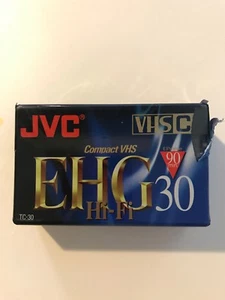 JVC VHS C
Compact VHS
EHG 30
Hi-Fi
90
TC-30